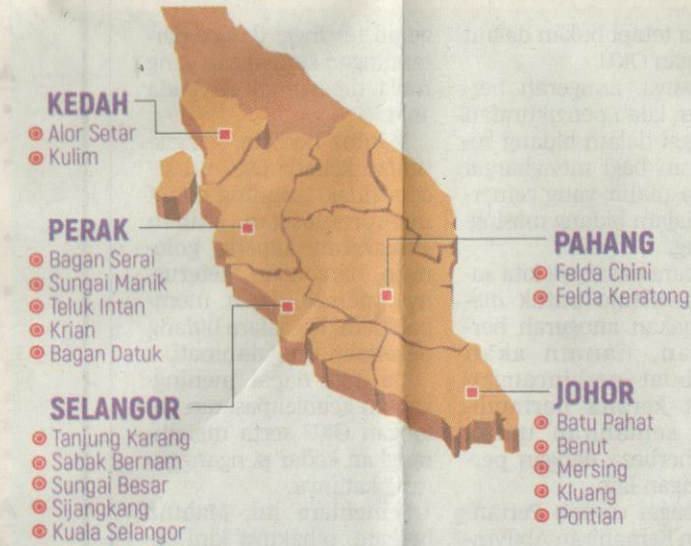 KEDAH
Alor Setar
Kulim
PERAK
Bagan Serai
Sungai Manik
Teluk Intan
Krian
Bagan Datuk
SELANGOR
Tanjung Karang
Sabak Bernam
Sungai Besar
Sijangkang
Kuala Selangor
PAHANG
Felda Chini
Felda Keratong
JOHOR
Batu Pahat
Benut
Mersing
Kluang
Pontian